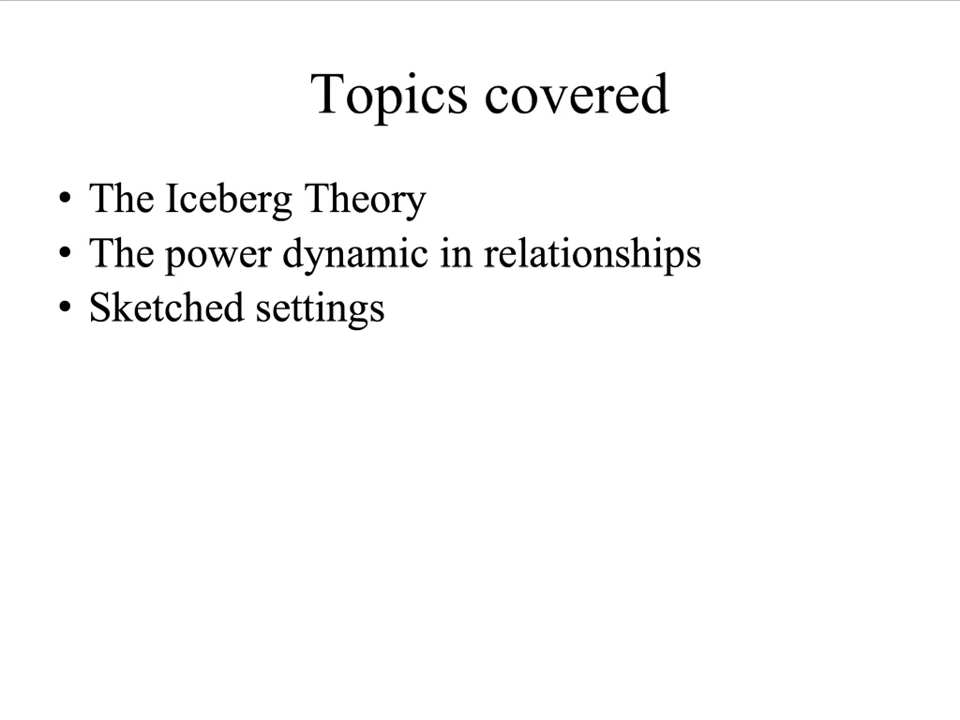 Topics covered
• The Iceberg Theory
• The power dynamic in relationships
• Sketched settings